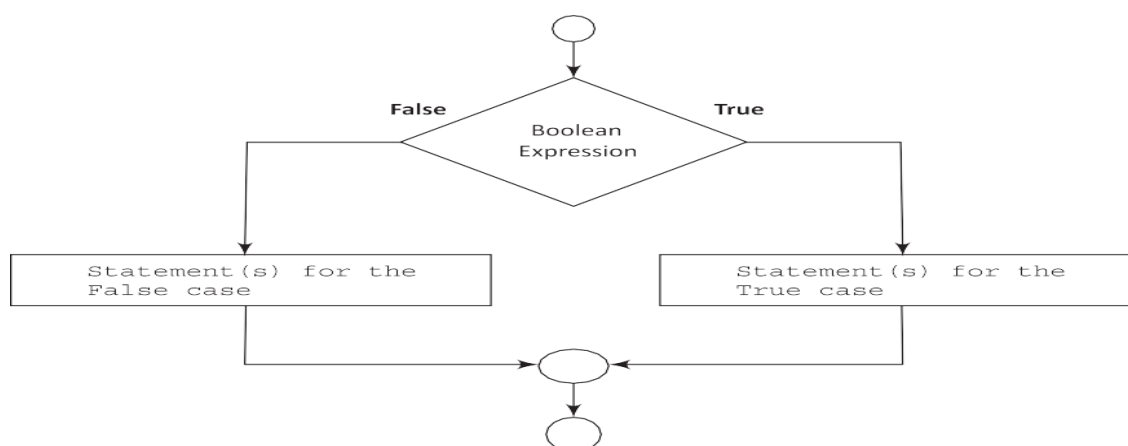 False
True
Boolean
Expression
Statement(s) for the
False case
Statement(s) for the
True case